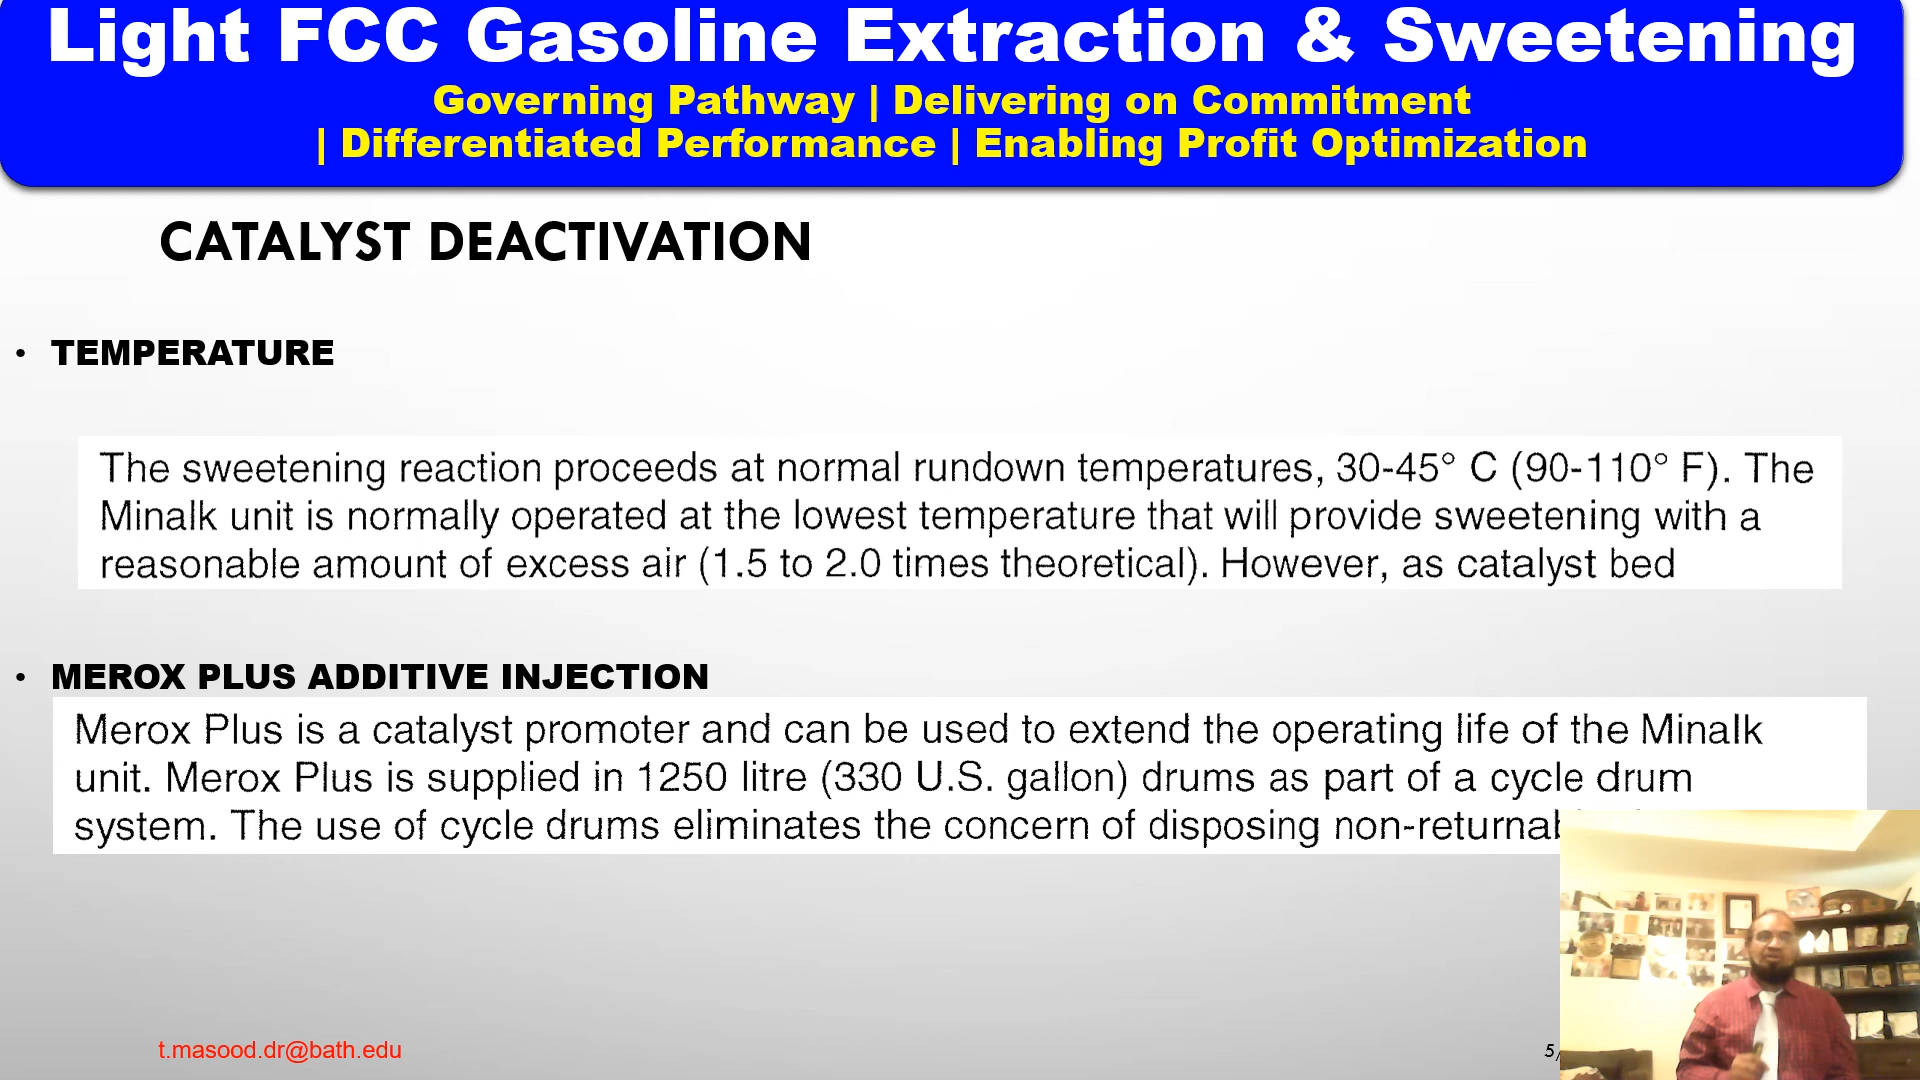 Light FCC Gasoline Extraction & Sweetening
Governing Pathway | Delivering on Commitment
| Differentiated Performance | Enabling Profit Optimization
CATALYST DEACTIVATION
• TEMPERATURE
The sweetening reaction proceeds at normal rundown temperatures, 30-45° C (90-110° F). The
Minalk unit is normally operated at the lowest temperature that will provide sweetening with a
reasonable amount of excess air (1.5 to 2.0 times theoretical). However, as catalyst bed
• MEROX PLUS ADDITIVE INJECTION
Merox Plus is a catalyst promoter and can be used to extend the operating life of the Minalk
unit. Merox Plus is supplied in 1250 litre (330 U.S. gallon) drums as part of a cycle drum
system. The use of cycle drums eliminates the concern of disposing
t.masood.dr@bath.edu
5/